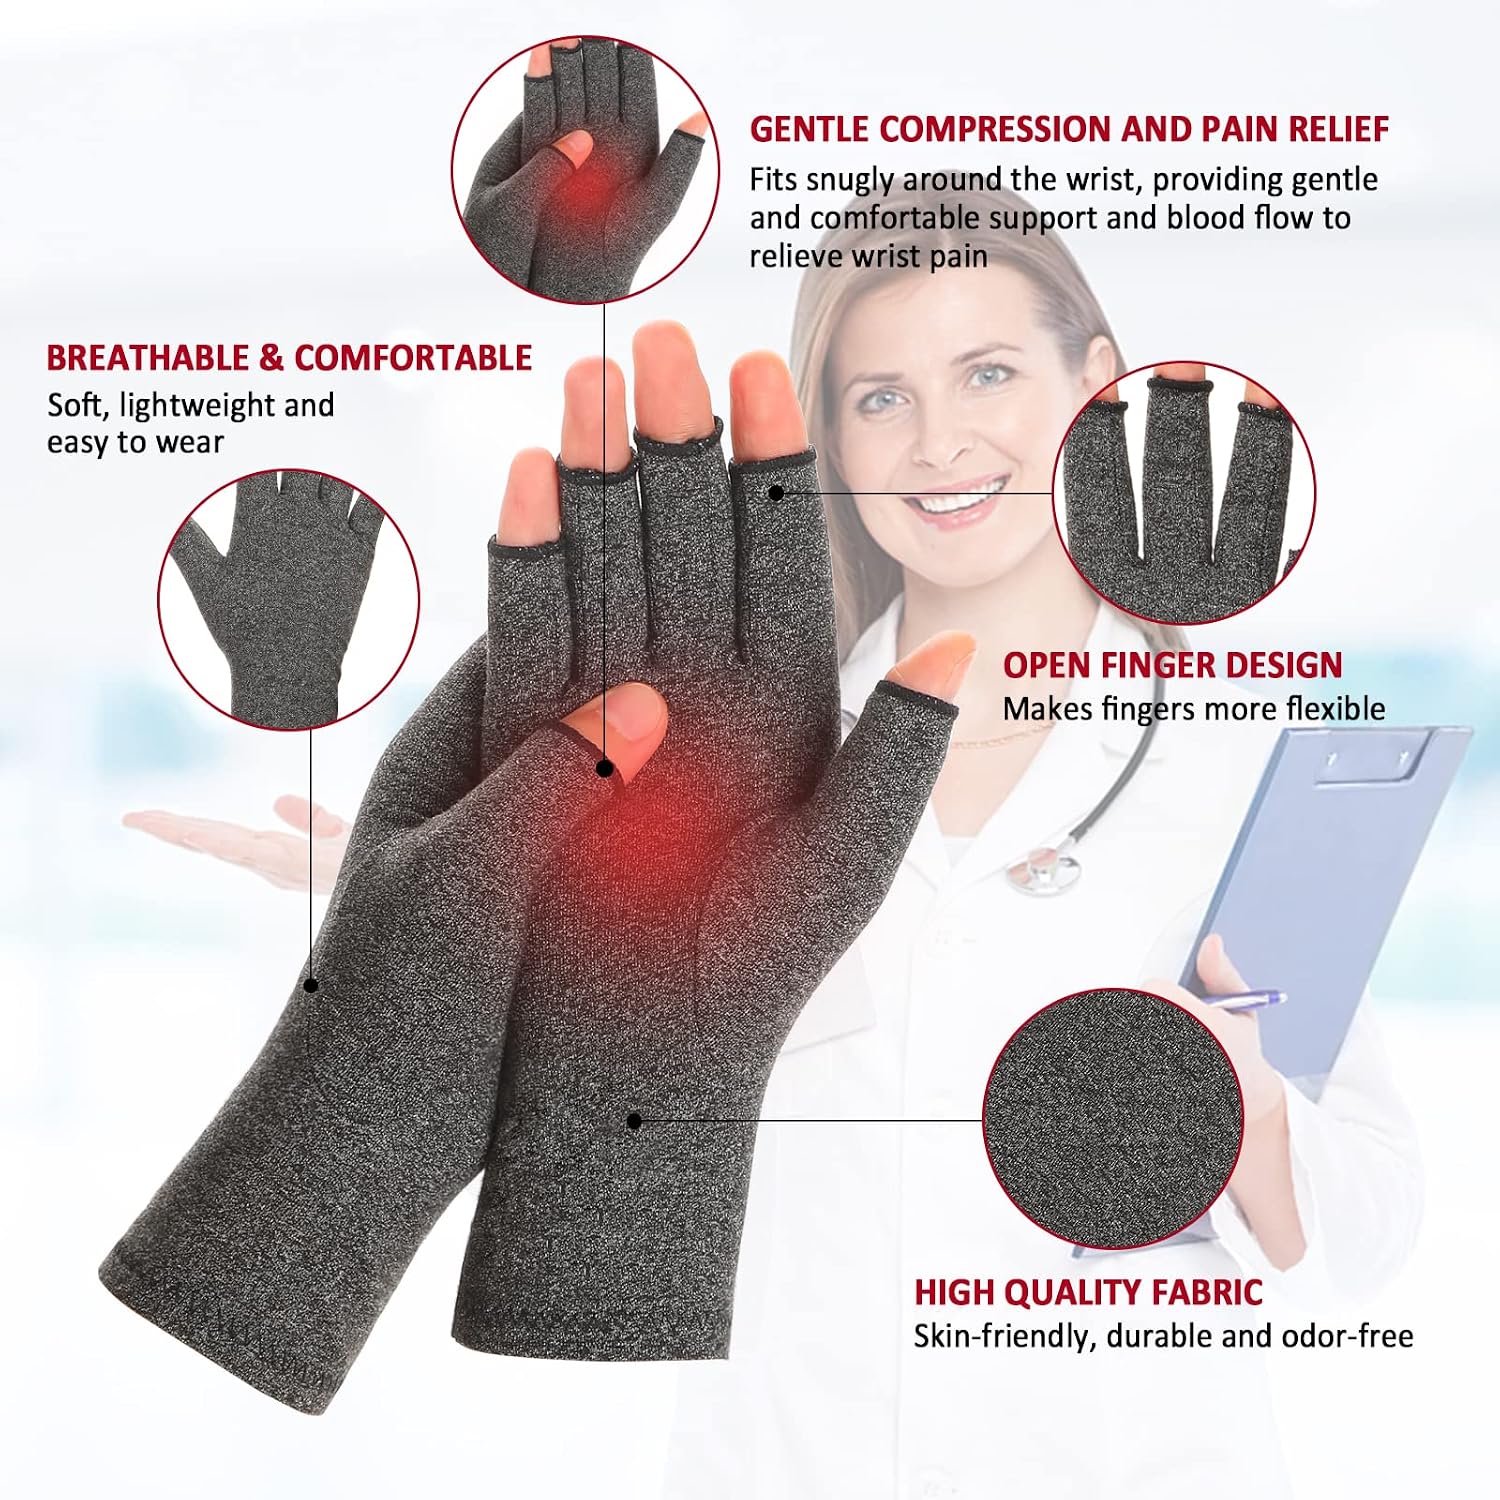 GENTLE COMPRESSION AND PAIN RELIEF
Fits snugly around the wrist, providing gentle
and comfortable support and blood flow to
relieve wrist pain
BREATHABLE & COMFORTABLE
Soft, lightweight and
easy to wear
OPEN FINGER DESIGN
Makes fingers more flexible
HIGH QUALITY FABRIC
Skin-friendly, durable and odor-free